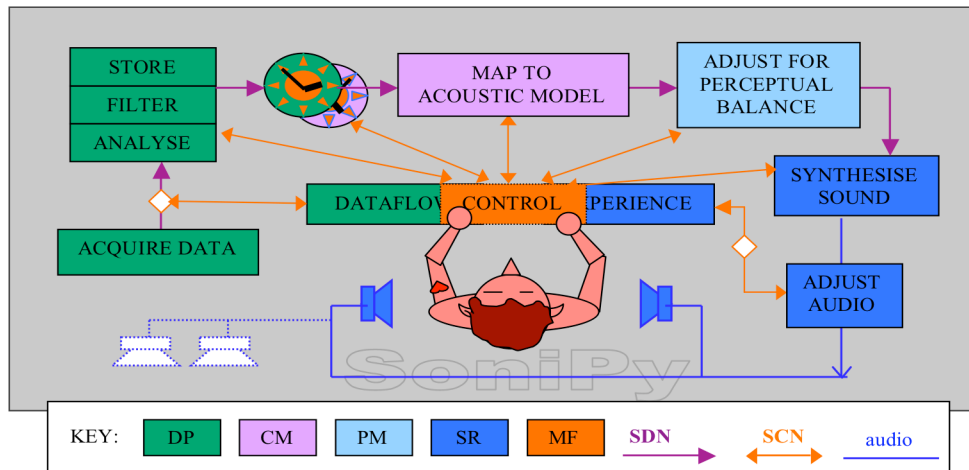 STORE
FILTER
ANALYSE
ACQUIRE DATA
MAP TO
ACOUSTIC MODEL
ADJUST FOR
PERCEPTUAL
BALANCE
DATAFLOW CONTROL PERIENCE
SYNTHESISE
SOUND
ADJUST
AUDIO
SoniPy
KEY: DP CM PM SR MF SDN SCN audio